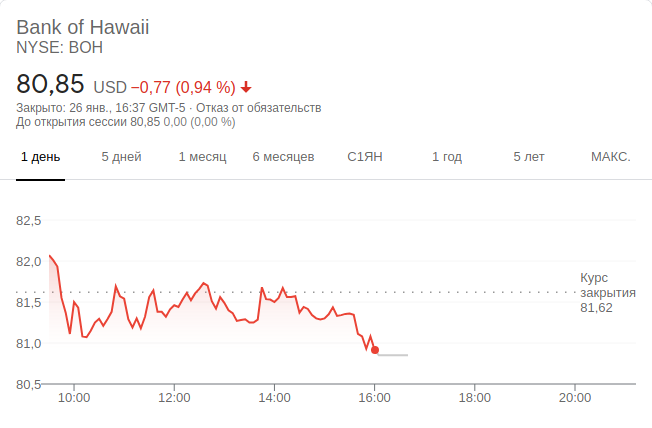 Bank of Hawaii
NYSE: BOH
80,85 USD −0,77 (0,94 %)
Закрыто: 26 янв., 16:37 GMT-5 · Отказ от обязательств
До открытия сессии 80,85 0,00 (0,00 %)
1 день 5 дней 1 месяц 6 месяцев С1ЯН 1 год 5 лет МАКС.
82,5
82,0
Курс
закрытия
81,62
81,5
81,0
80,5
10:00 12:00 14:00 16:00 18:00 20:00